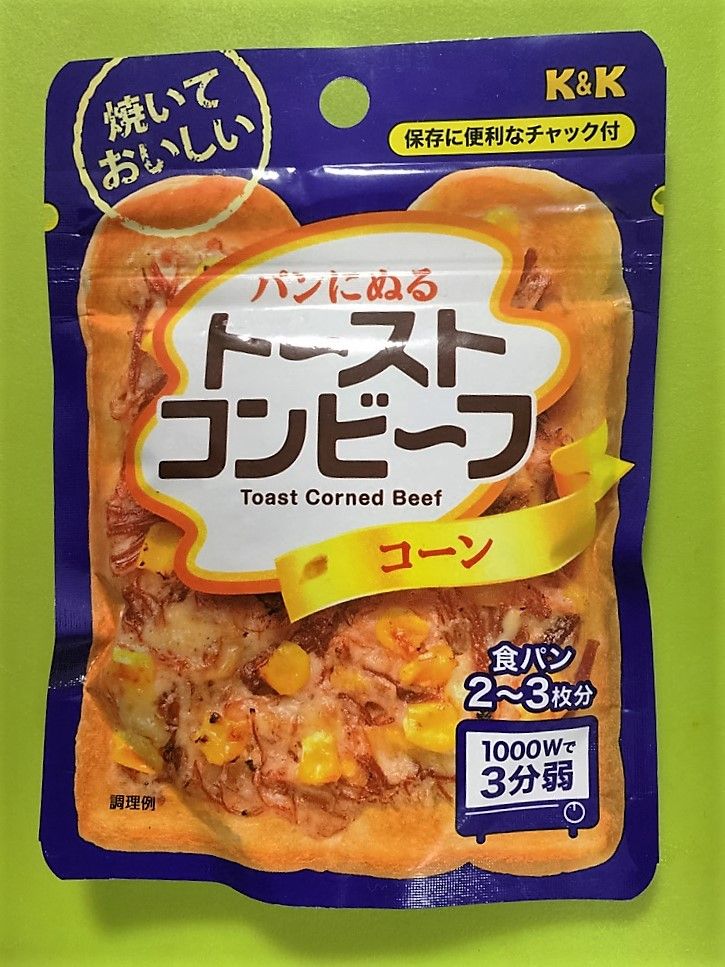 焼いて
おいしい
K&K
保存に便利なチャック付
パンにぬる
トースト
コンビーフ
Toast Corned Beef
コーン
食パン
2〜3枚分
1000Wで
3分弱
調理例